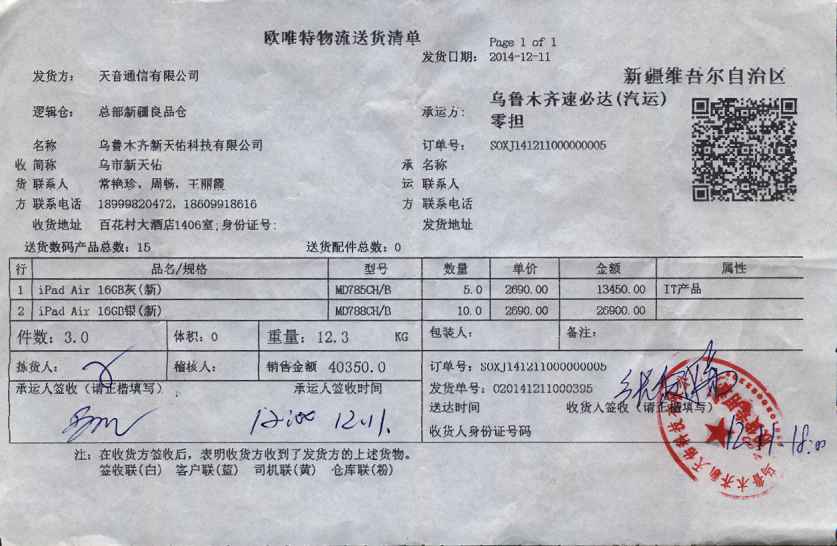 欧唯特物流送货清单
Page 1 of 1
发货日期: 2014-12-11
发货方: 天音通信有限公司
新疆维吾尔自治区
逻辑仓: 总部新疆良品仓
承运方: 乌鲁木齐速必达(汽运)零担
名称 乌鲁木齐新天佑科技有限公司
订单号: SOXJ141211000000005
收 简称 乌市新天佑
承 名称
货 联系人 常艳珍, 周畅, 王丽霞
运 联系人
方 联系电话 18999820472, 18609918616
方 联系电话
收货地址 百花村大酒店1406室;身份证号:
发货地址
送货数码产品总数: 15 送货配件总数: 0
行 品名/规格 型号 数量 单价 金额 属性
1 iPad Air 16GB灰(新) MD785CH/B 5.0 2690.00 13450.00 IT产品
2 iPad Air 16GB银(新) MD788CH/B 10.0 2690.00 26900.00
件数: 3.0 体积: 0 重量: 12.3 KG 包装人: 备注:
拣货人: 稽核人: 销售金额 40350.0
订单号: SOXJ141211000000005
发货单号: 020141211000395
承运人签收(请正楷填写) 承运人签收时间
送达时间 收货人签收(请正楷填写)
12.11.
收货人身份证号码
12.11 18:00
注: 在收货方签收后, 表明收货方收到了发货方的上述货物。
签收联(白) 客户联(蓝) 司机联(黄) 仓库联(粉)